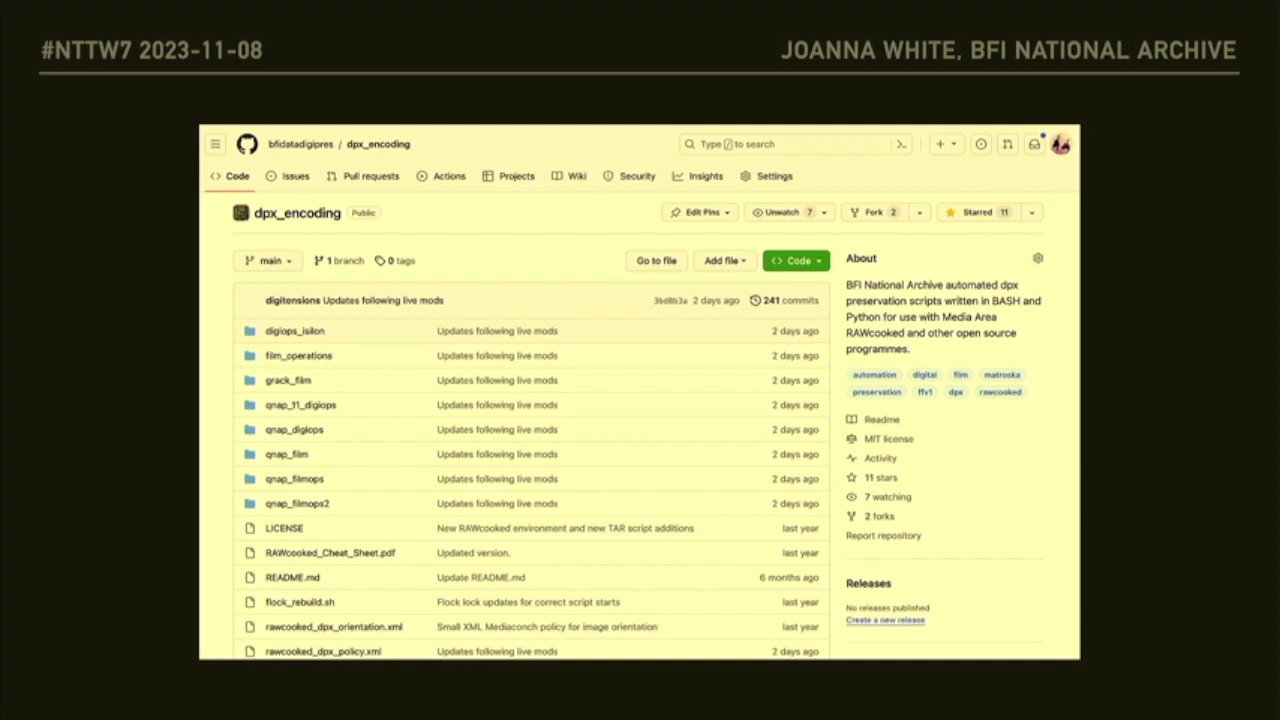 #NTTW7 2023-11-08
JOANNA WHITE, BFI NATIONAL ARCHIVE
bfidatadigipres / dpx_encoding
Type / to search
Code Issues Pull requests Actions Projects Wiki Security Insights Settings
dpx_encoding Public
Edit Pins Unwatch 7 Fork 2 Starred 11
main 1 branch 0 tags Go to file Add file <> Code
digitensions Updates following live mods 3bd8b3a 2 days ago 241 commits
digiops_isilon Updates following live mods 2 days ago
film_operations Updates following live mods 2 days ago
grack_film Updates following live mods 2 days ago
qnap_11_digiops Updates following live mods 2 days ago
qnap_digiops Updates following live mods 2 days ago
qnap_film Updates following live mods 2 days ago
qnap_filmops Updates following live mods 2 days ago
qnap_filmops2 Updates following live mods 2 days ago
LICENSE New RAWcooked environment and new TAR script additions last year
RAWcooked_Cheat_Sheet.pdf Updated version. last year
README.md Update README.md 6 months ago
flock_rebuild.sh Flock lock updates for correct script starts last year
rawcooked_dpx_orientation.xml Small XML Mediaconch policy for image orientation last year
rawcooked_dpx_policy.xml Updates following live mods 2 days ago
About
BFI National Archive automated dpx
preservation scripts written in BASH and
Python for use with Media Area
RAWcooked and other open source
programmes.
automation digital film matroska
preservation ffv1 dpx rawcooked
Readme
MIT license
Activity
11 stars
7 watching
2 forks
Report repository
Releases
No releases published
Create a new release